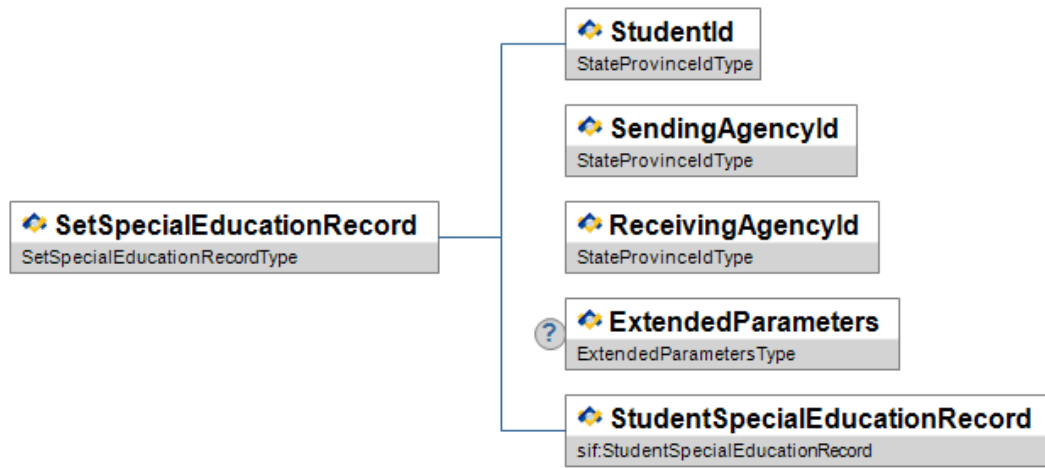 StudentId
StateProvinceIdType
SendingAgencyId
StateProvinceIdType
SetSpecialEducationRecord
SetSpecialEducationRecordType
ReceivingAgencyId
StateProvinceIdType
?
ExtendedParameters
ExtendedParametersType
StudentSpecialEducationRecord
sif:StudentSpecialEducationRecord